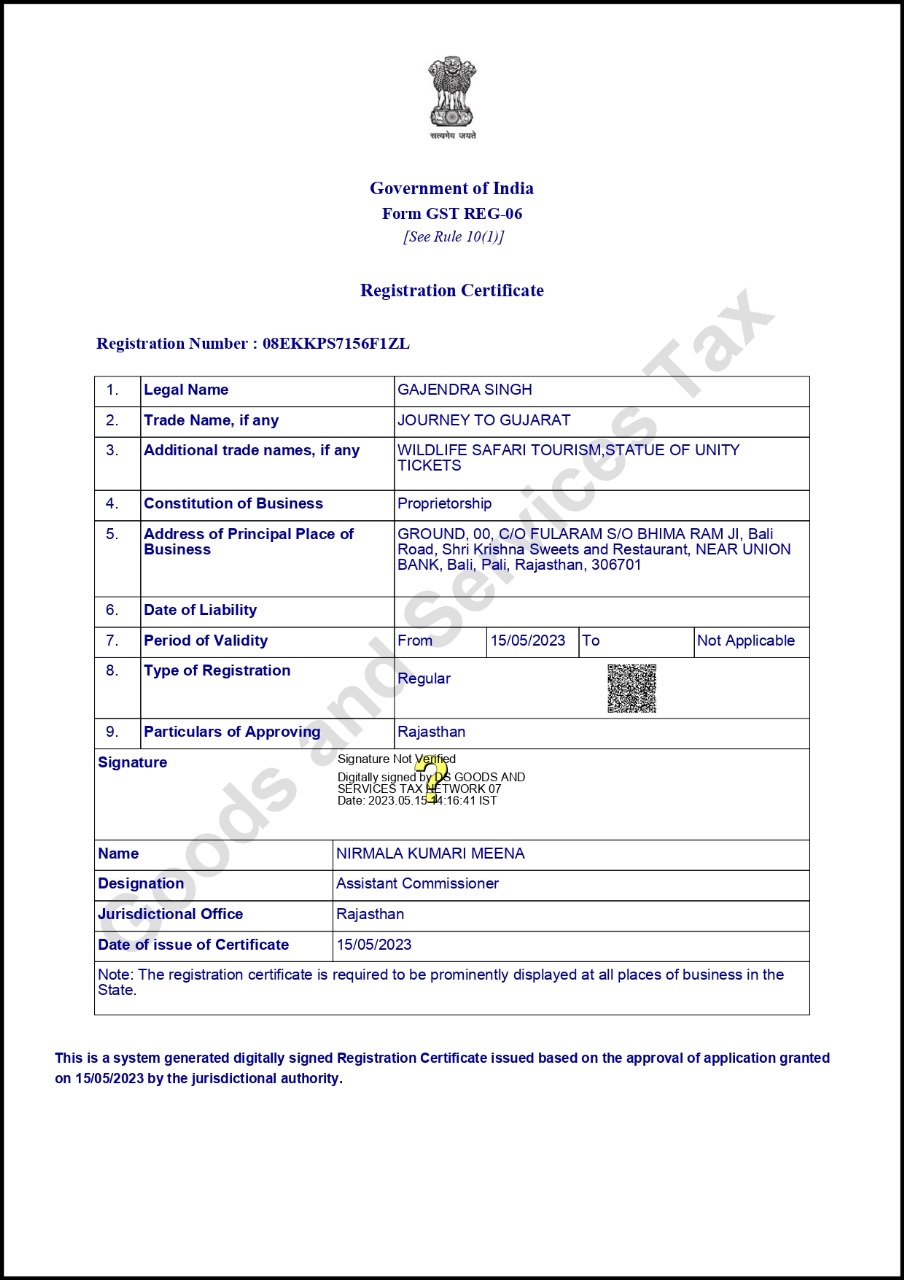 सत्यमेव जयते
Government of India
Form GST REG-06
[See Rule 10(1)]
Registration Certificate
Registration Number : 08EKKPS7156F1ZL
1. Legal Name GAJENDRA SINGH
2. Trade Name, if any JOURNEY TO GUJARAT
3. Additional trade names, if any WILDLIFE SAFARI TOURISM,STATUE OF UNITY
TICKETS
4. Constitution of Business Proprietorship
5. Address of Principal Place of GROUND, 00, C/O FULARAM S/O BHIMA RAM JI, Bali
Business Road, Shri Krishna Sweets and Restaurant, NEAR UNION
BANK, Bali, Pali, Rajasthan, 306701
6. Date of Liability
7. Period of Validity From 15/05/2023 To Not Applicable
8. Type of Registration Regular
9. Particulars of Approving Rajasthan
Signature Signature Not Verified
Digitally signed by DS GOODS AND
SERVICES TAX NETWORK 07
Date: 2023.05.15 14:16:41 IST
Name NIRMALA KUMARI MEENA
Designation Assistant Commissioner
Jurisdictional Office Rajasthan
Date of issue of Certificate 15/05/2023
Note: The registration certificate is required to be prominently displayed at all places of business in the
State.
This is a system generated digitally signed Registration Certificate issued based on the approval of application granted
on 15/05/2023 by the jurisdictional authority.
Goods and Services Tax